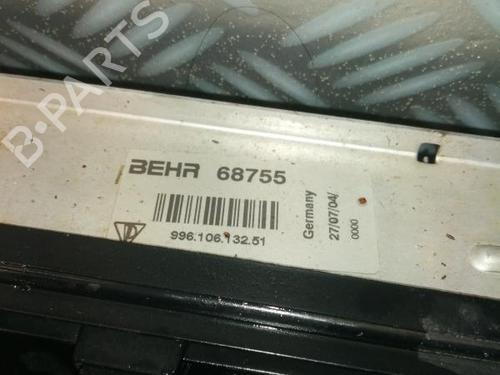 B-PARTS
BEHR 68755
996.106.132.51
Germany
27/07/04/
0000